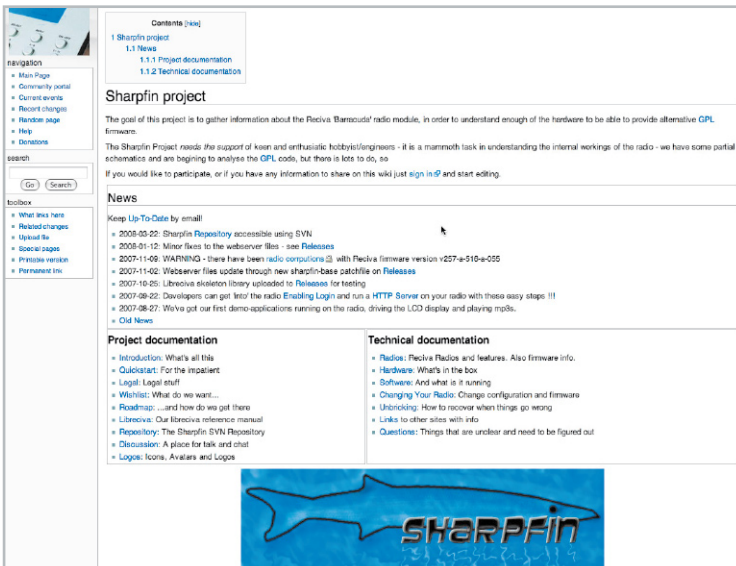 navigation
Main Page
Community portal
Current events
Recent changes
Random page
Help
Donations
search
Go Search
toolbox
What links here
Related changes
Upload file
Special pages
Printable version
Permanent link
Contents [hide]
1 Sharpfin project
1.1 News
1.1.1 Project documentation
1.1.2 Technical documentation
Sharpfin project
The goal of this project is to gather information about the Reciva 'Barracuda' radio module, in order to understand enough of the hardware to be able to provide alternative GPL
firmware.
The Sharpfin Project needs the support of keen and enthusiatic hobbyist/engineers - it is a mammoth task in understanding the internal workings of the radio - we have some partial
schematics and are begining to analyse the GPL code, but there is lots to do, so
If you would like to participate, or if you have any information to share on this wiki just sign in and start editing.
News
Keep Up-To-Date by email!
2008-03-22: Sharpfin Repository accessible using SVN
2008-01-12: Minor fixes to the webserver files - see Releases
2007-11-09: WARNING - there have been radio corruptions with Reciva firmware version v257-a-516-a-055
2007-11-02: Webserver files update through new sharpfin-base patchfile on Releases
2007-10-25: Libreciva skeleton library uploaded to Releases for testing
2007-09-22: Developers can get 'into' the radio Enabling Login and run a HTTP Server on your radio with these easy steps !!!
2007-08-27: We've got our first demo-applications running on the radio, driving the LCD display and playing mp3s.
Old News
Project documentation
Introduction: What's all this
Quickstart: For the impatient
Legal: Legal stuff
Wishlist: What do we want...
Roadmap: ...and how do we get there
Libreciva: Our libreciva reference manual
Repository: The Sharpfin SVN Repository
Discussion: A place for talk and chat
Logos: Icons, Avatars and Logos
Technical documentation
Radios: Reciva Radios and features. Also firmware info.
Hardware: What's in the box
Software: And what is it running
Changing Your Radio: Change configuration and firmware
Unbricking: How to recover when things go wrong
Links to other sites with info
Questions: Things that are unclear and need to be figured out
SHARPFIN